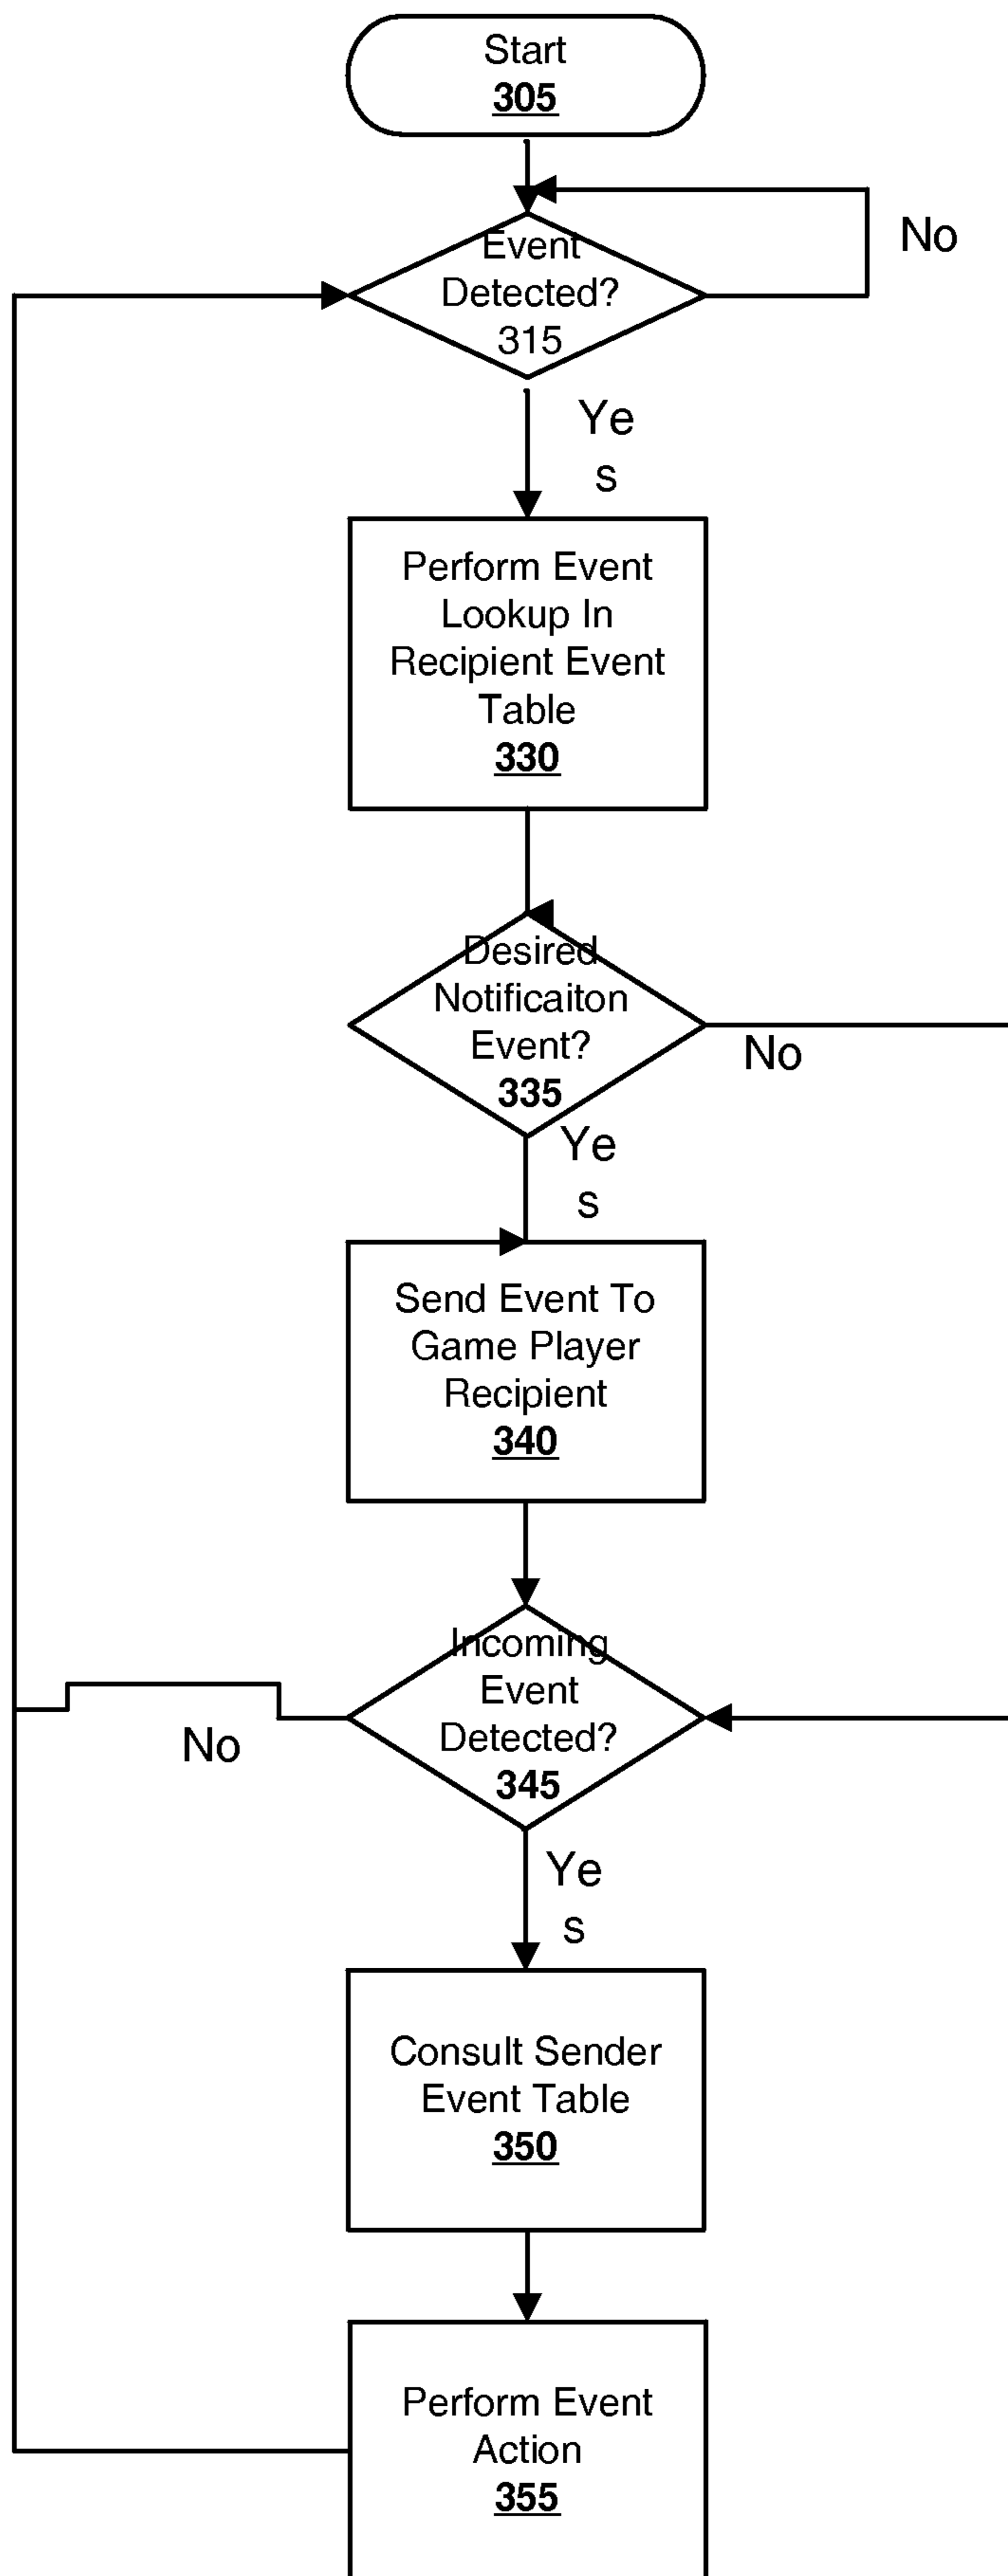 Start
305
No
Event
Detected?
315
Ye
s
Perform Event
Lookup In
Recipient Event
Table
330
Desired
Notificaiton
Event?
335
No
Ye
s
Send Event To
Game Player
Recipient
340
Incoming
Event
Detected?
345
No
Ye
s
Consult Sender
Event Table
350
Perform Event
Action
355